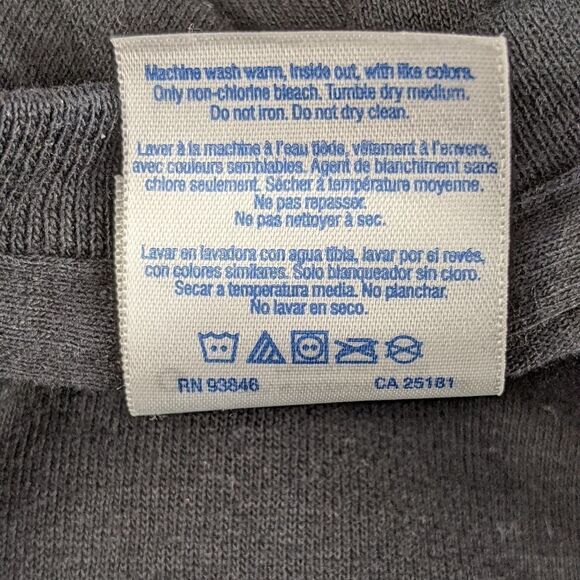 Machine wash warm, inside out, with like colors.
Only non-chlorine bleach. Tumble dry medium.
Do not iron. Do not dry clean.
Laver à la machine à l'eau tiède, vêtement à l'envers,
avec couleurs semblables. Agent de blanchiment sans
chlore seulement. Sécher à température moyenne.
Ne pas repasser.
Ne pas nettoyer à sec.
Lavar en lavadora con agua tibia, lavar por el revés,
con colores similares. Solo blanqueador sin cloro.
Secar a temperatura media. No planchar.
No lavar en seco.
RN 93846 CA 25181